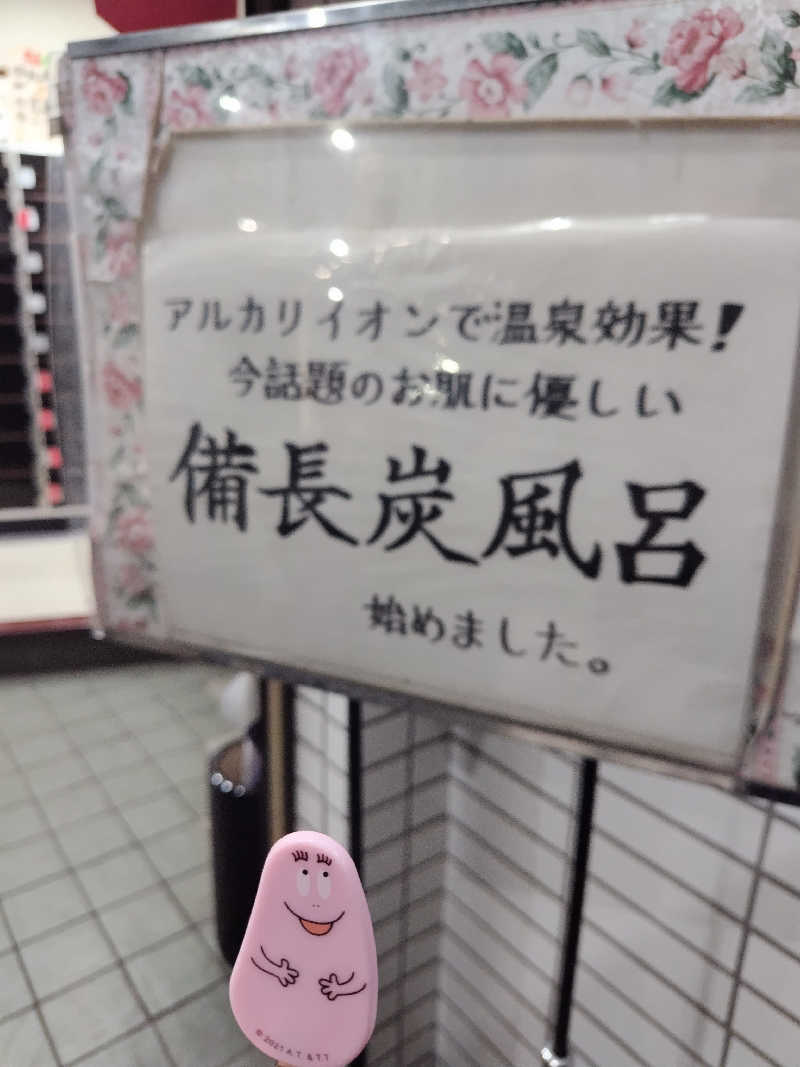 アルカリイオンで温泉効果!
今話題のお肌に優しい
備長炭風呂
始めました。
©2021 A.T. & T.T